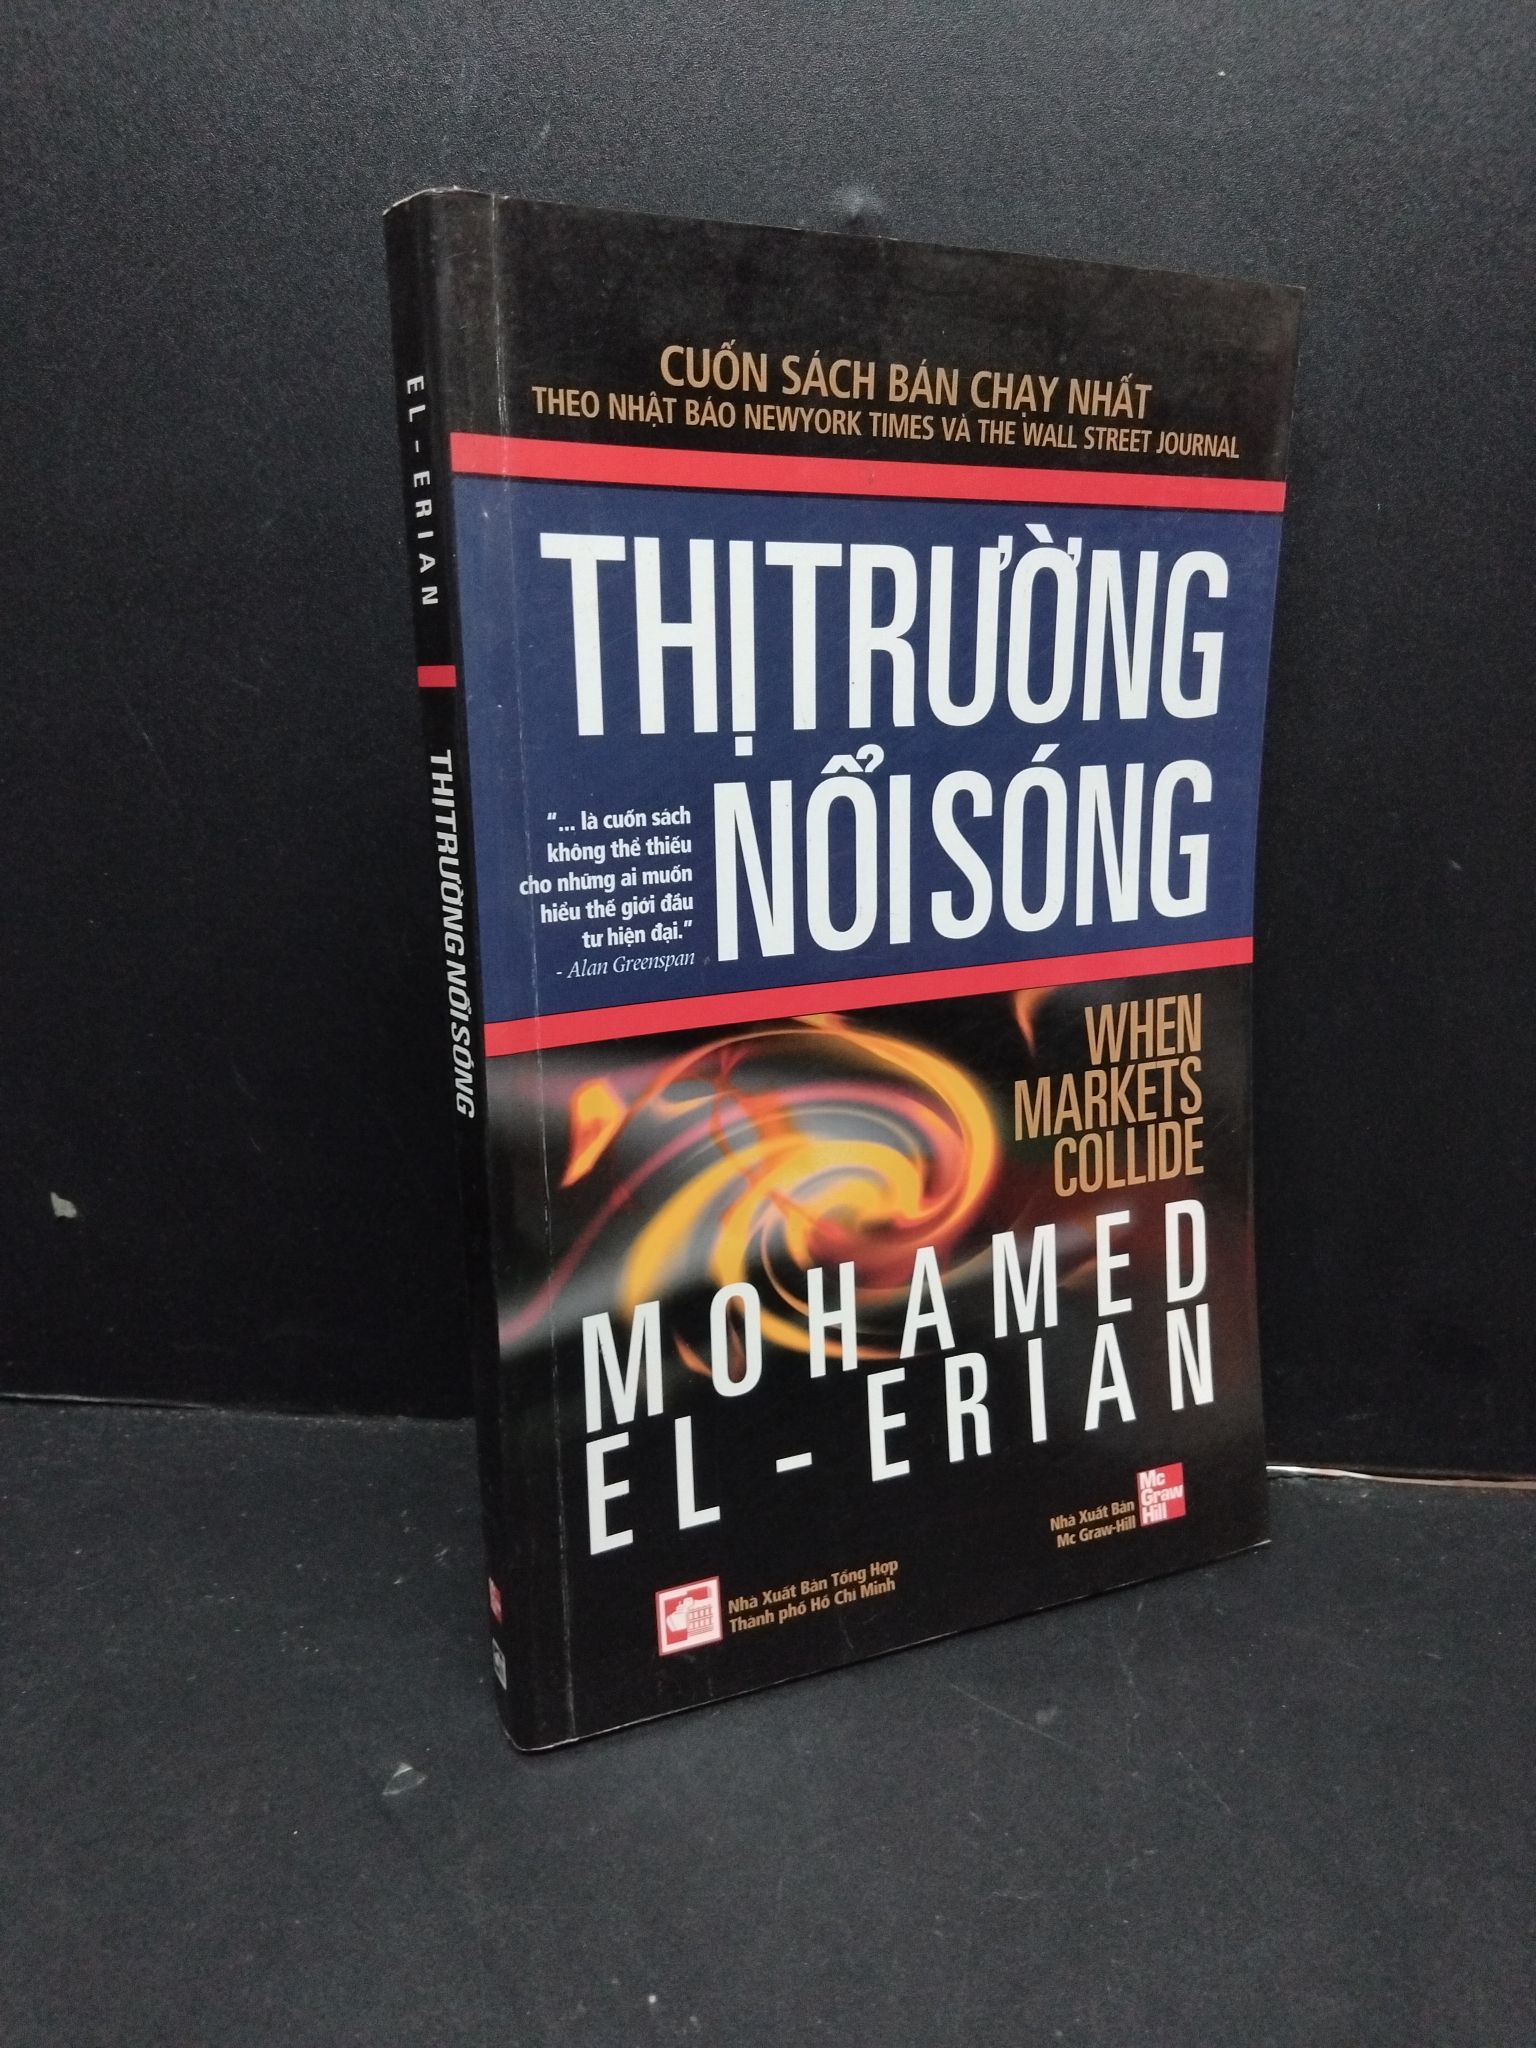 CUỐN SÁCH BÁN CHẠY NHẤT
THEO NHẬT BÁO NEWYORK TIMES VÀ THE WALL STREET JOURNAL
THỊ TRƯỜNG
NỔI SÓNG
“... là cuốn sách
không thể thiếu
cho những ai muốn
hiểu thế giới đầu
tư hiện đại.”
- Alan Greenspan
WHEN
MARKETS
COLLIDE
MOHAMED
EL-ERIAN
Nhà Xuất Bản Tổng Hợp
Thành phố Hồ Chí Minh
Nhà Xuất Bản
Mc Graw-Hill
Mc
Graw
Hill
EL-ERIAN
THỊ TRƯỜNG NỔI SÓNG